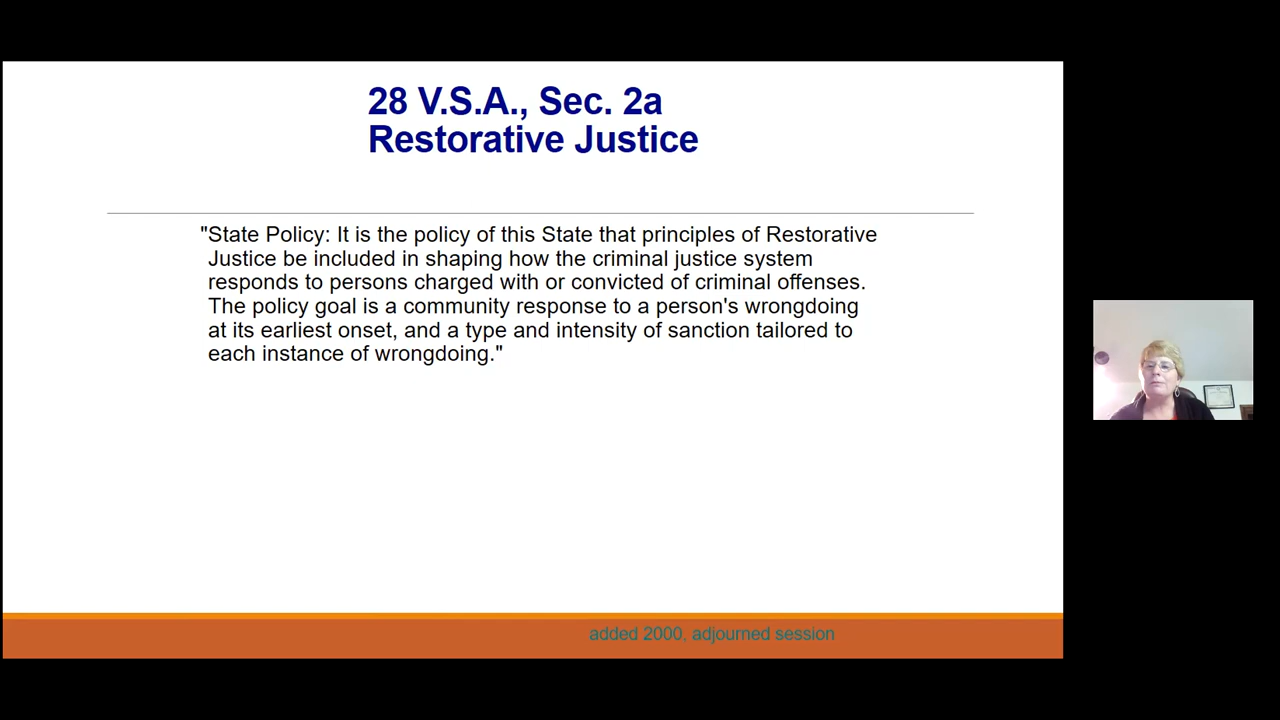 28 V.S.A., Sec. 2a
Restorative Justice
"State Policy: It is the policy of this State that principles of Restorative
Justice be included in shaping how the criminal justice system
responds to persons charged with or convicted of criminal offenses.
The policy goal is a community response to a person's wrongdoing
at its earliest onset, and a type and intensity of sanction tailored to
each instance of wrongdoing."
added 2000, adjourned session